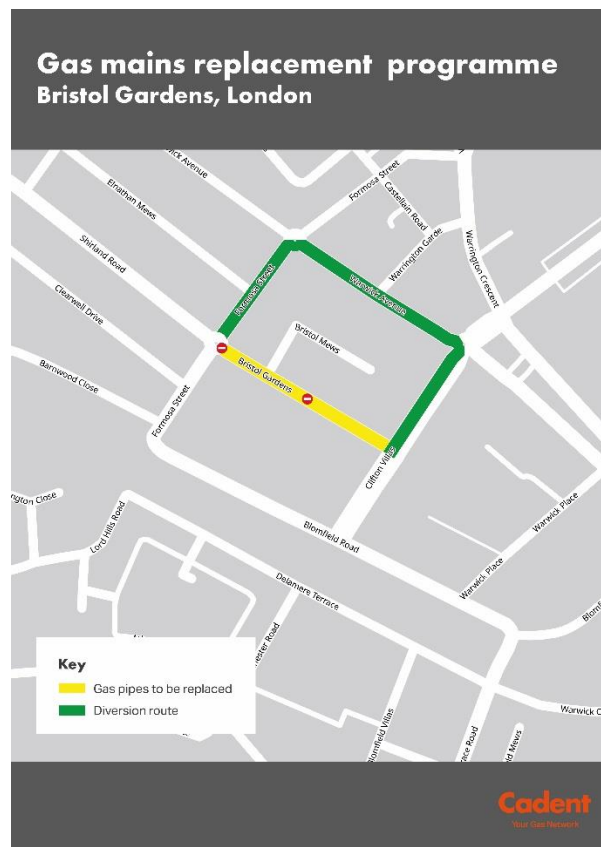 Gas mains replacement programme
Bristol Gardens, London
Elnathan Mews
Shirland Road
Clearwell Drive
Barnwood Close
Formosa Street
Formosa Street
Formosa Street
Castellain Road
Warrington Garde
Warrington Crescent
Warwick Avenue
Bristol Mews
Bristol Gardens
Clifton Villas
Blomfield Road
Warwick Place
Warwick Place
Lord Hills Road
Delamere Terrace
Blomfield Villas
Key
Gas pipes to be replaced
Diversion route
Cadent
Your Gas Network